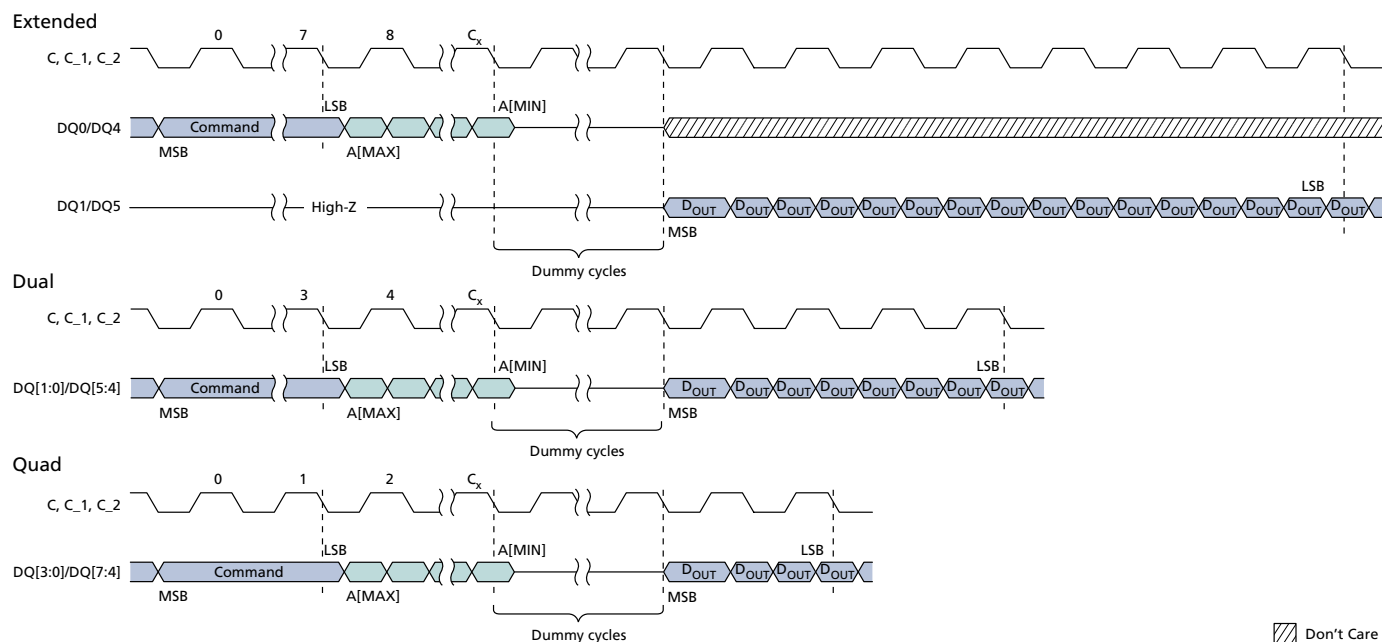 Extended
0 7 8 Cx
C, C_1, C_2
LSB A[MIN]
DQ0/DQ4 Command
MSB A[MAX]
LSB
DQ1/DQ5 High-Z DOUT DOUT DOUT DOUT DOUT DOUT DOUT DOUT DOUT DOUT DOUT DOUT DOUT DOUT DOUT DOUT
MSB
Dummy cycles
Dual
0 3 4 Cx
C, C_1, C_2
LSB A[MIN] LSB
DQ[1:0]/DQ[5:4] Command DOUT DOUT DOUT DOUT DOUT DOUT DOUT DOUT
MSB A[MAX] MSB
Dummy cycles
Quad
0 1 2 Cx
C, C_1, C_2
LSB A[MIN] LSB
DQ[3:0]/DQ[7:4] Command DOUT DOUT DOUT DOUT
MSB A[MAX] MSB
Dummy cycles
Don't Care